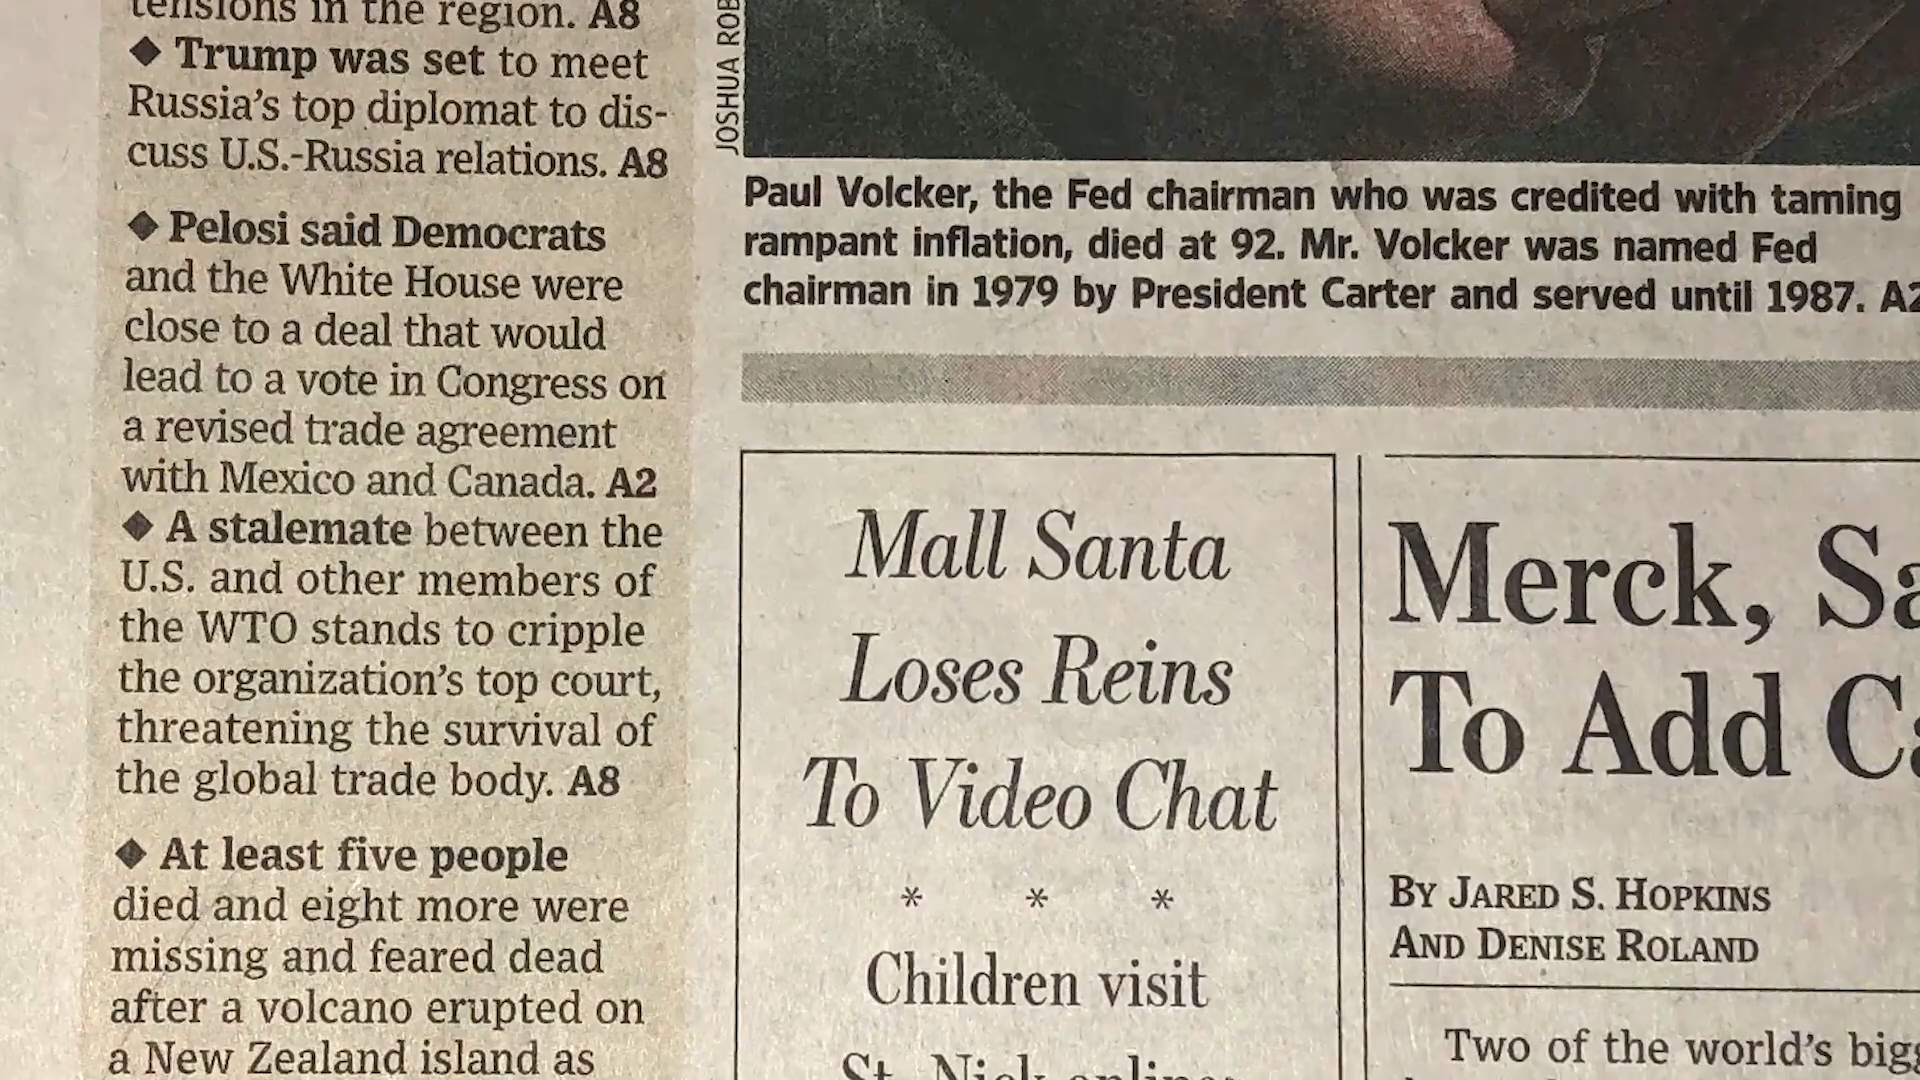 tensions in the region. A8
◆ Trump was set to meet
Russia's top diplomat to dis-
cuss U.S.-Russia relations. A8
◆ Pelosi said Democrats
and the White House were
close to a deal that would
lead to a vote in Congress on
a revised trade agreement
with Mexico and Canada. A2
◆ A stalemate between the
U.S. and other members of
the WTO stands to cripple
the organization's top court,
threatening the survival of
the global trade body. A8
◆ At least five people
died and eight more were
missing and feared dead
after a volcano erupted on
a New Zealand island as
JOSHUA ROB
Paul Volcker, the Fed chairman who was credited with taming
rampant inflation, died at 92. Mr. Volcker was named Fed
chairman in 1979 by President Carter and served until 1987. A2
Mall Santa
Loses Reins
To Video Chat
* * *
Children visit
St. Nick online;
Merck, Sa
To Add Ca
BY JARED S. HOPKINS
AND DENISE ROLAND
Two of the world's bigg